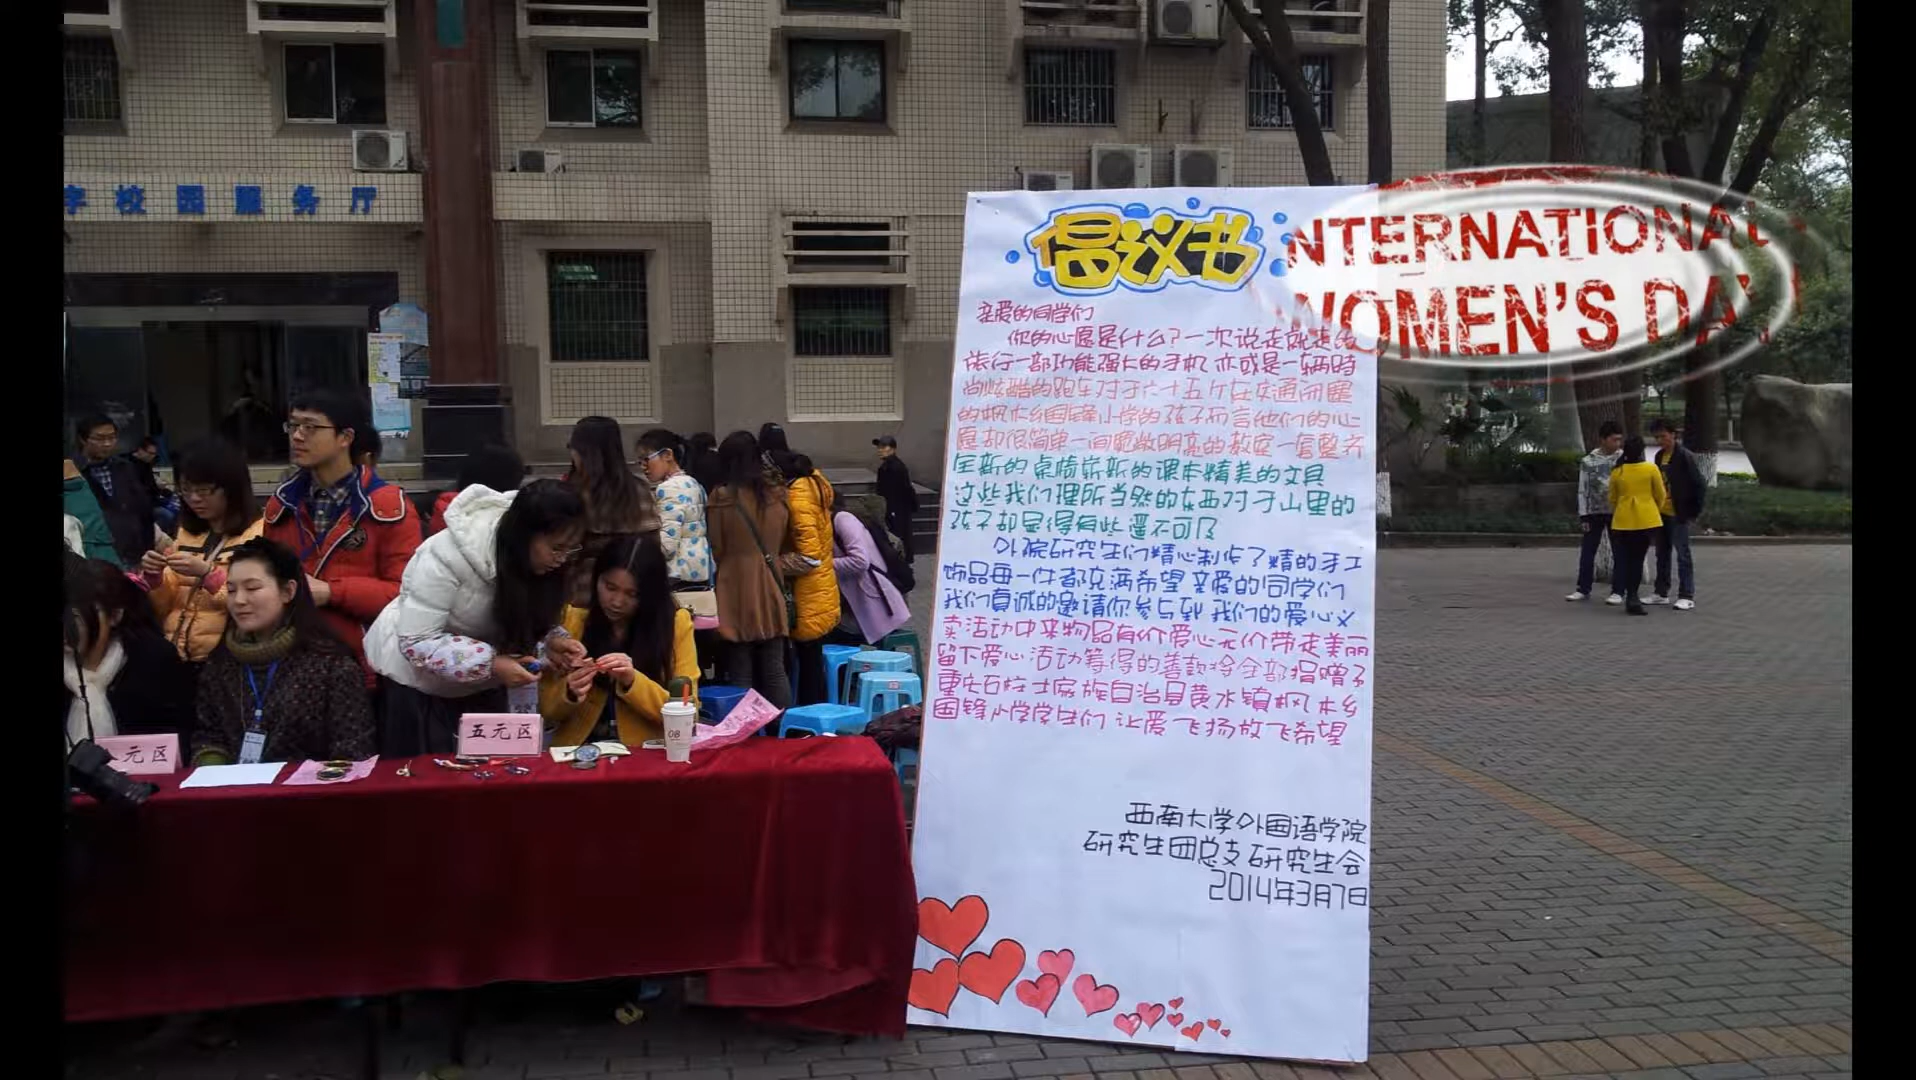 字校园服务厅
倡议书
INTERNATIONAL
WOMEN'S DAY
亲爱的同学们
你的心愿是什么?一次说走就走的
旅行一部功能强大的手机 亦或是一辆时
尚炫酷的跑车对于六十五个在交通闭塞
的枫木乡国锋小学的孩子而言他们的心
愿却很简单一间宽敞明亮的教室一套整齐
全新的桌椅崭新的课本精美的文具
这些我们理所当然的东西对于山里的
孩子却显得有些遥不可及
外院研究生们精心制作了精的手工
饰品每一件都充满希望 亲爱的同学们
我们真诚的邀请你参与到 我们的爱心义
卖活动中来物品有价爱心无价带走美丽
留下爱心活动筹得的善款将全部捐赠予
重庆石柱土家族自治县黄水镇枫木乡
国锋小学学生们 让爱飞扬放飞希望
西南大学外国语学院
研究生团总支研究生会
2014年3月7日
元区
五元区
08